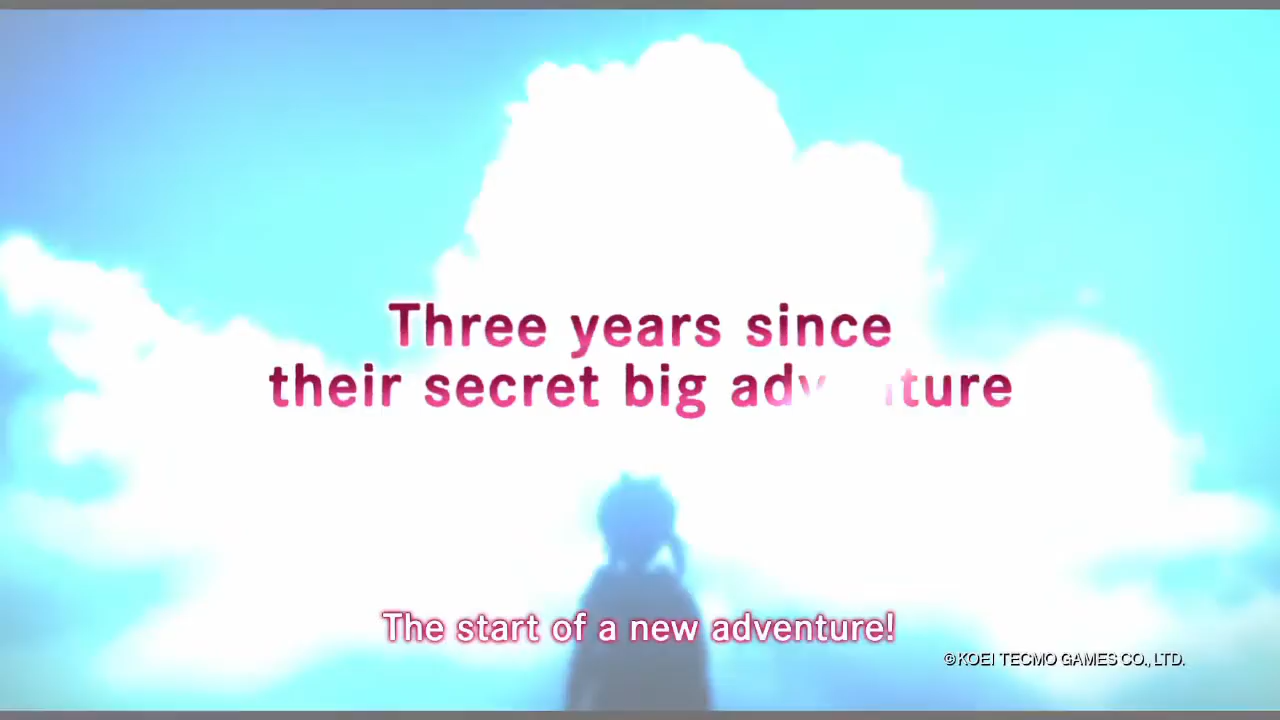 Three years since
their secret big adventure
The start of a new adventure!
©KOEI TECMO GAMES CO., LTD.